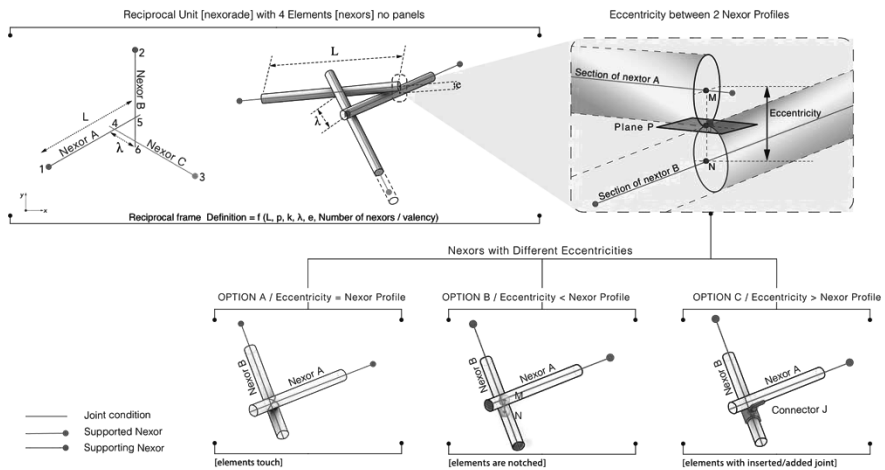 Reciprocal Unit [nexorade] with 4 Elements [nexors] no panels
Eccentricity between 2 Nexor Profiles
2
Nexor B
L
Nexor A
4
5
λ
6
Nexor C
1
3
y
x
L
e
λ
Reciprocal frame Definition = f (L, p, k, λ, e, Number of nexors / valency)
Section of nextor A
M
Plane P
Eccentricity
N
Section of nextor B
Nexors with Different Eccentricities
OPTION A / Eccentricity = Nexor Profile
OPTION B / Eccentricity < Nexor Profile
OPTION C / Eccentricity > Nexor Profile
Nexor B
Nexor A
Nexor B
Nexor A
M
N
Nexor B
Nexor A
Connector J
Joint condition
Supported Nexor
Supporting Nexor
[elements touch]
[elements are notched]
[elements with inserted/added joint]